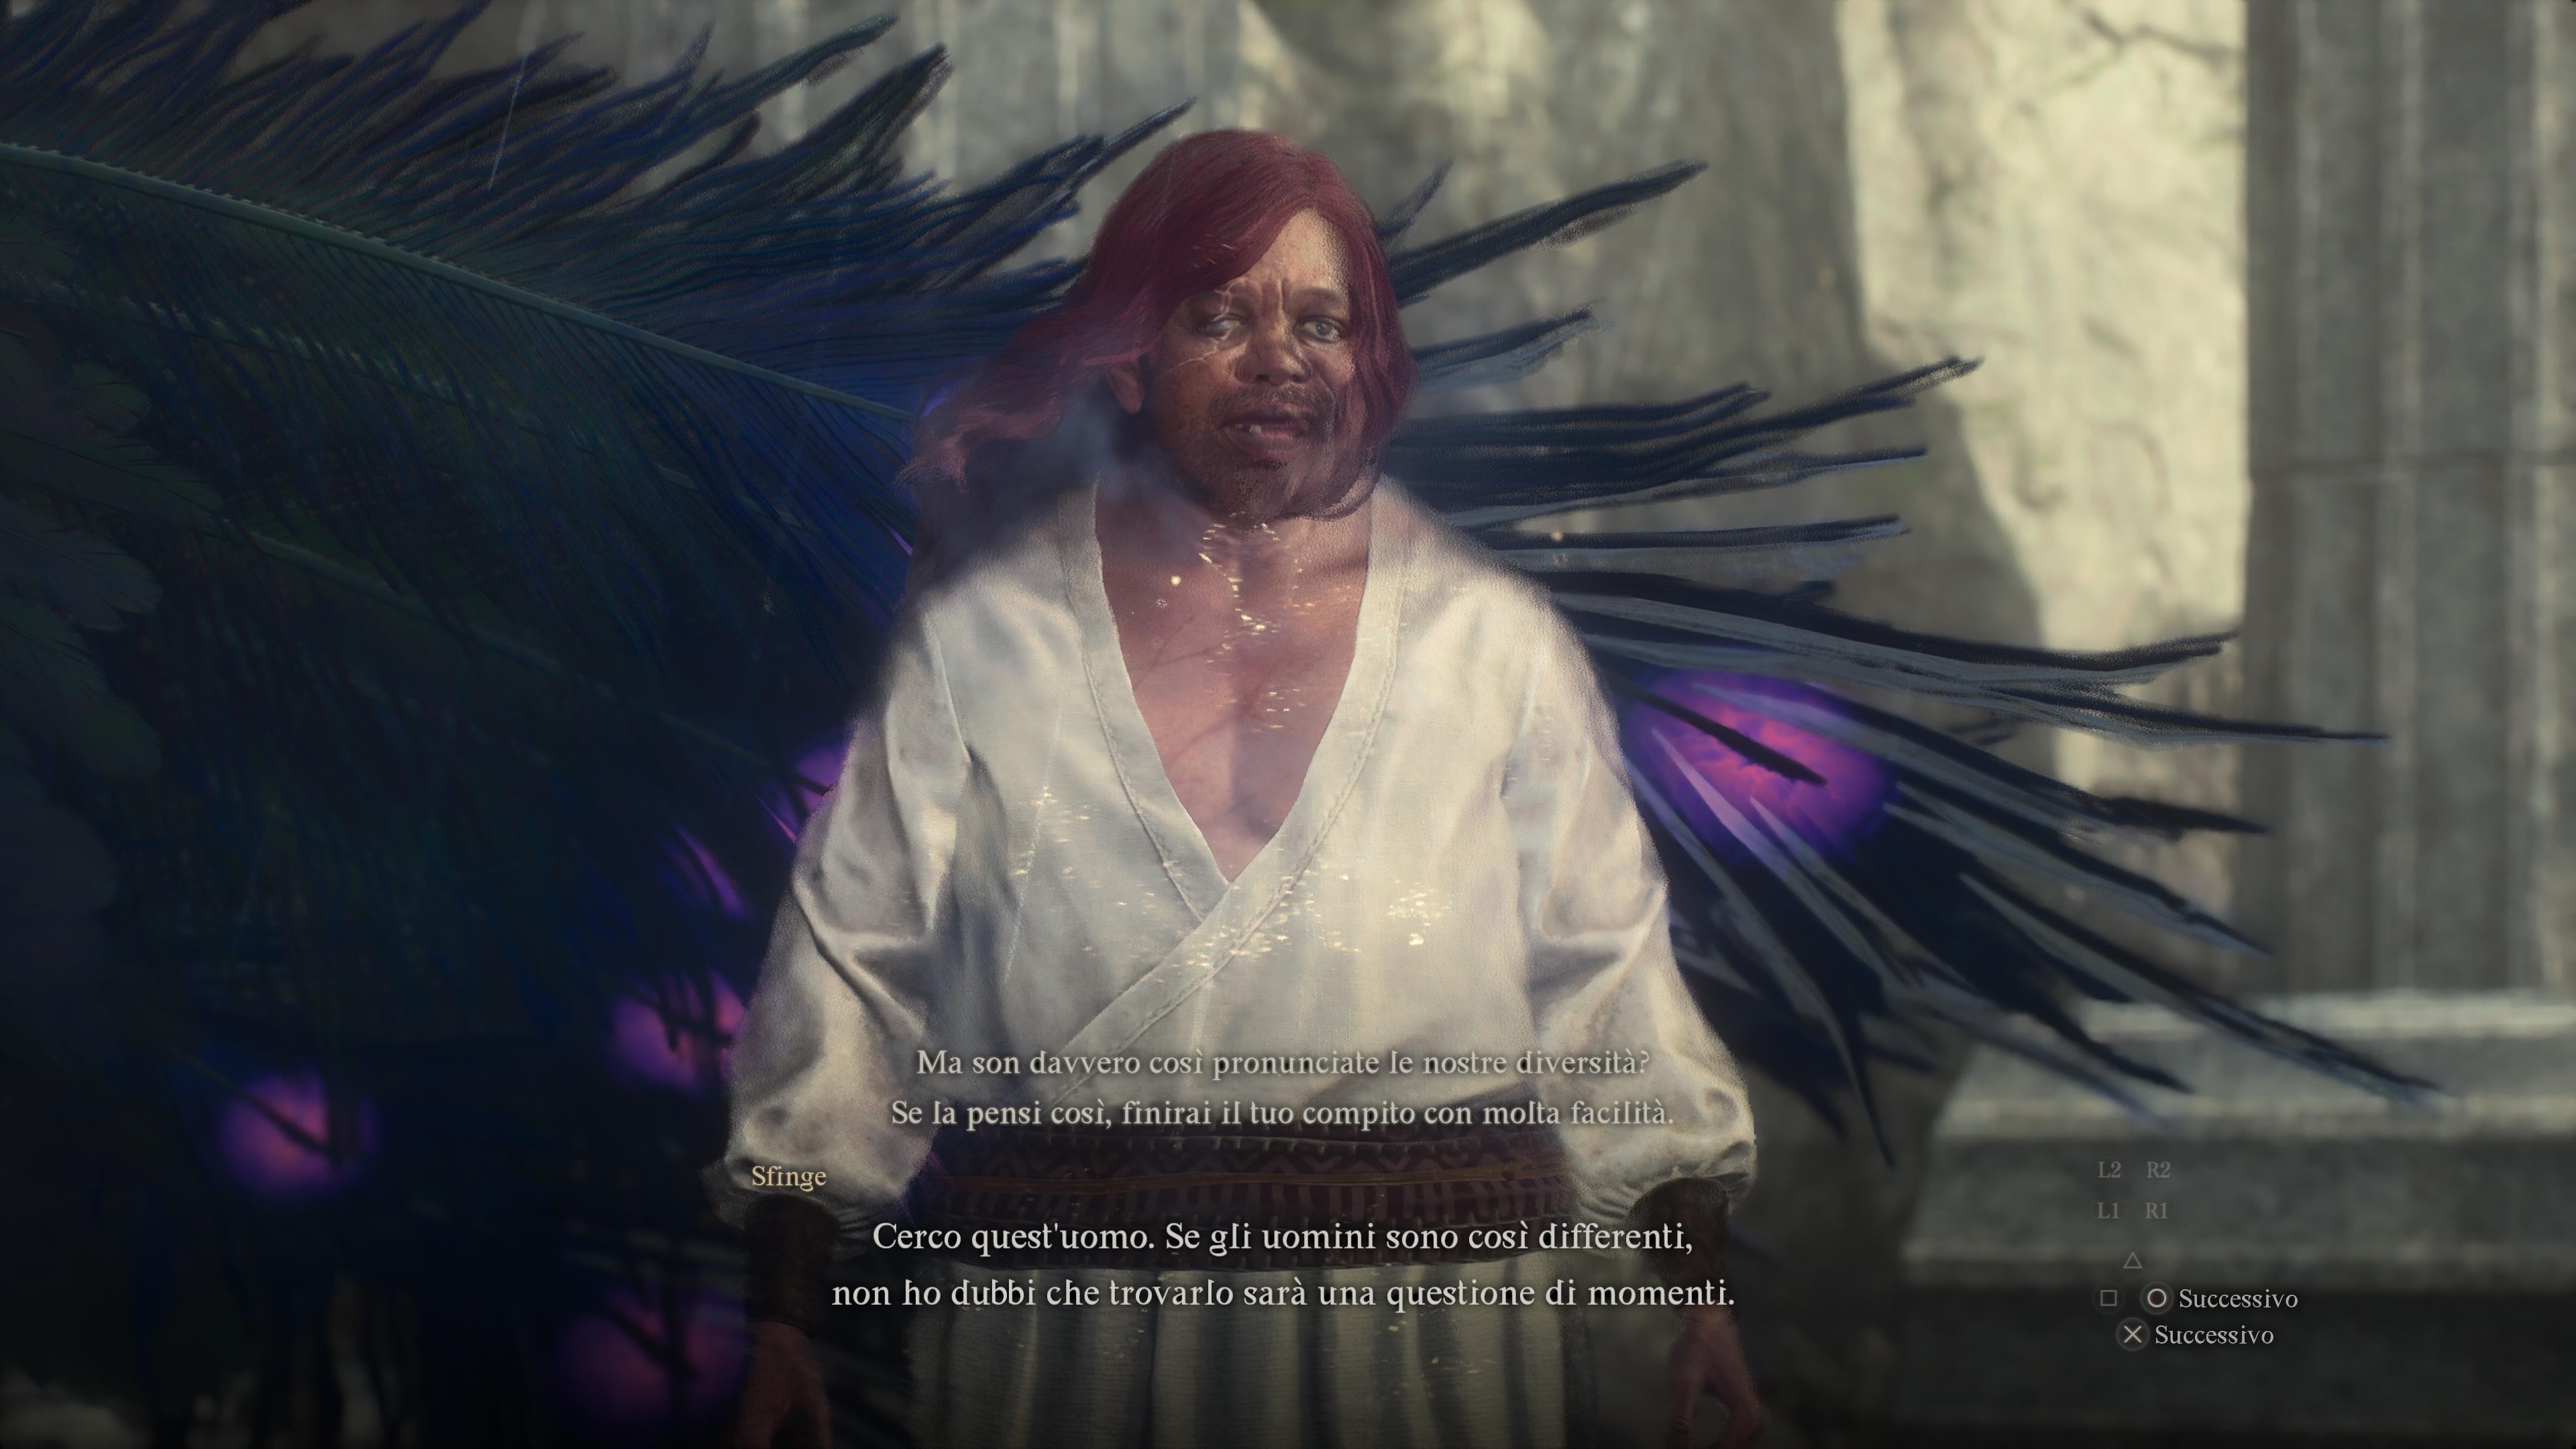 Ma son davvero così pronunciate le nostre diversità?
Se la pensi così, finirai il tuo compito con molta facilità.
Sfinge
Cerco quest'uomo. Se gli uomini sono così differenti,
non ho dubbi che trovarlo sarà una questione di momenti.
L2 R2
L1 R1
Successivo
Successivo